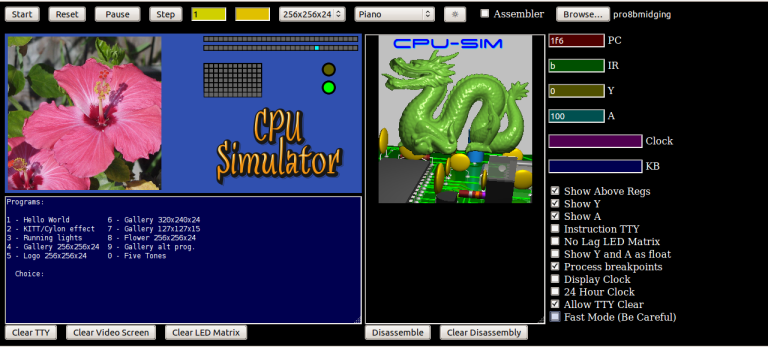 Start Reset Pause Step 1 256x256x24 Piano Assembler Browse... pro8bmidging
CPU
Simulator
CPU-SIM
1f6 PC
b IR
0 Y
100 A
Clock
KB
Show Above Regs
Show Y
Show A
Instruction TTY
No Lag LED Matrix
Show Y and A as float
Process breakpoints
Display Clock
24 Hour Clock
Allow TTY Clear
Fast Mode (Be Careful)
Programs:
1 - Hello World 6 - Gallery 320x240x24
2 - KITT/Cylon effect 7 - Gallery 127x127x15
3 - Running lights 8 - Flower 256x256x24
4 - Gallery 256x256x24 9 - Gallery alt prog.
5 - Logo 256x256x24 0 - Five Tones
Choice:
Clear TTY Clear Video Screen Clear LED Matrix Disassemble Clear Disassembly